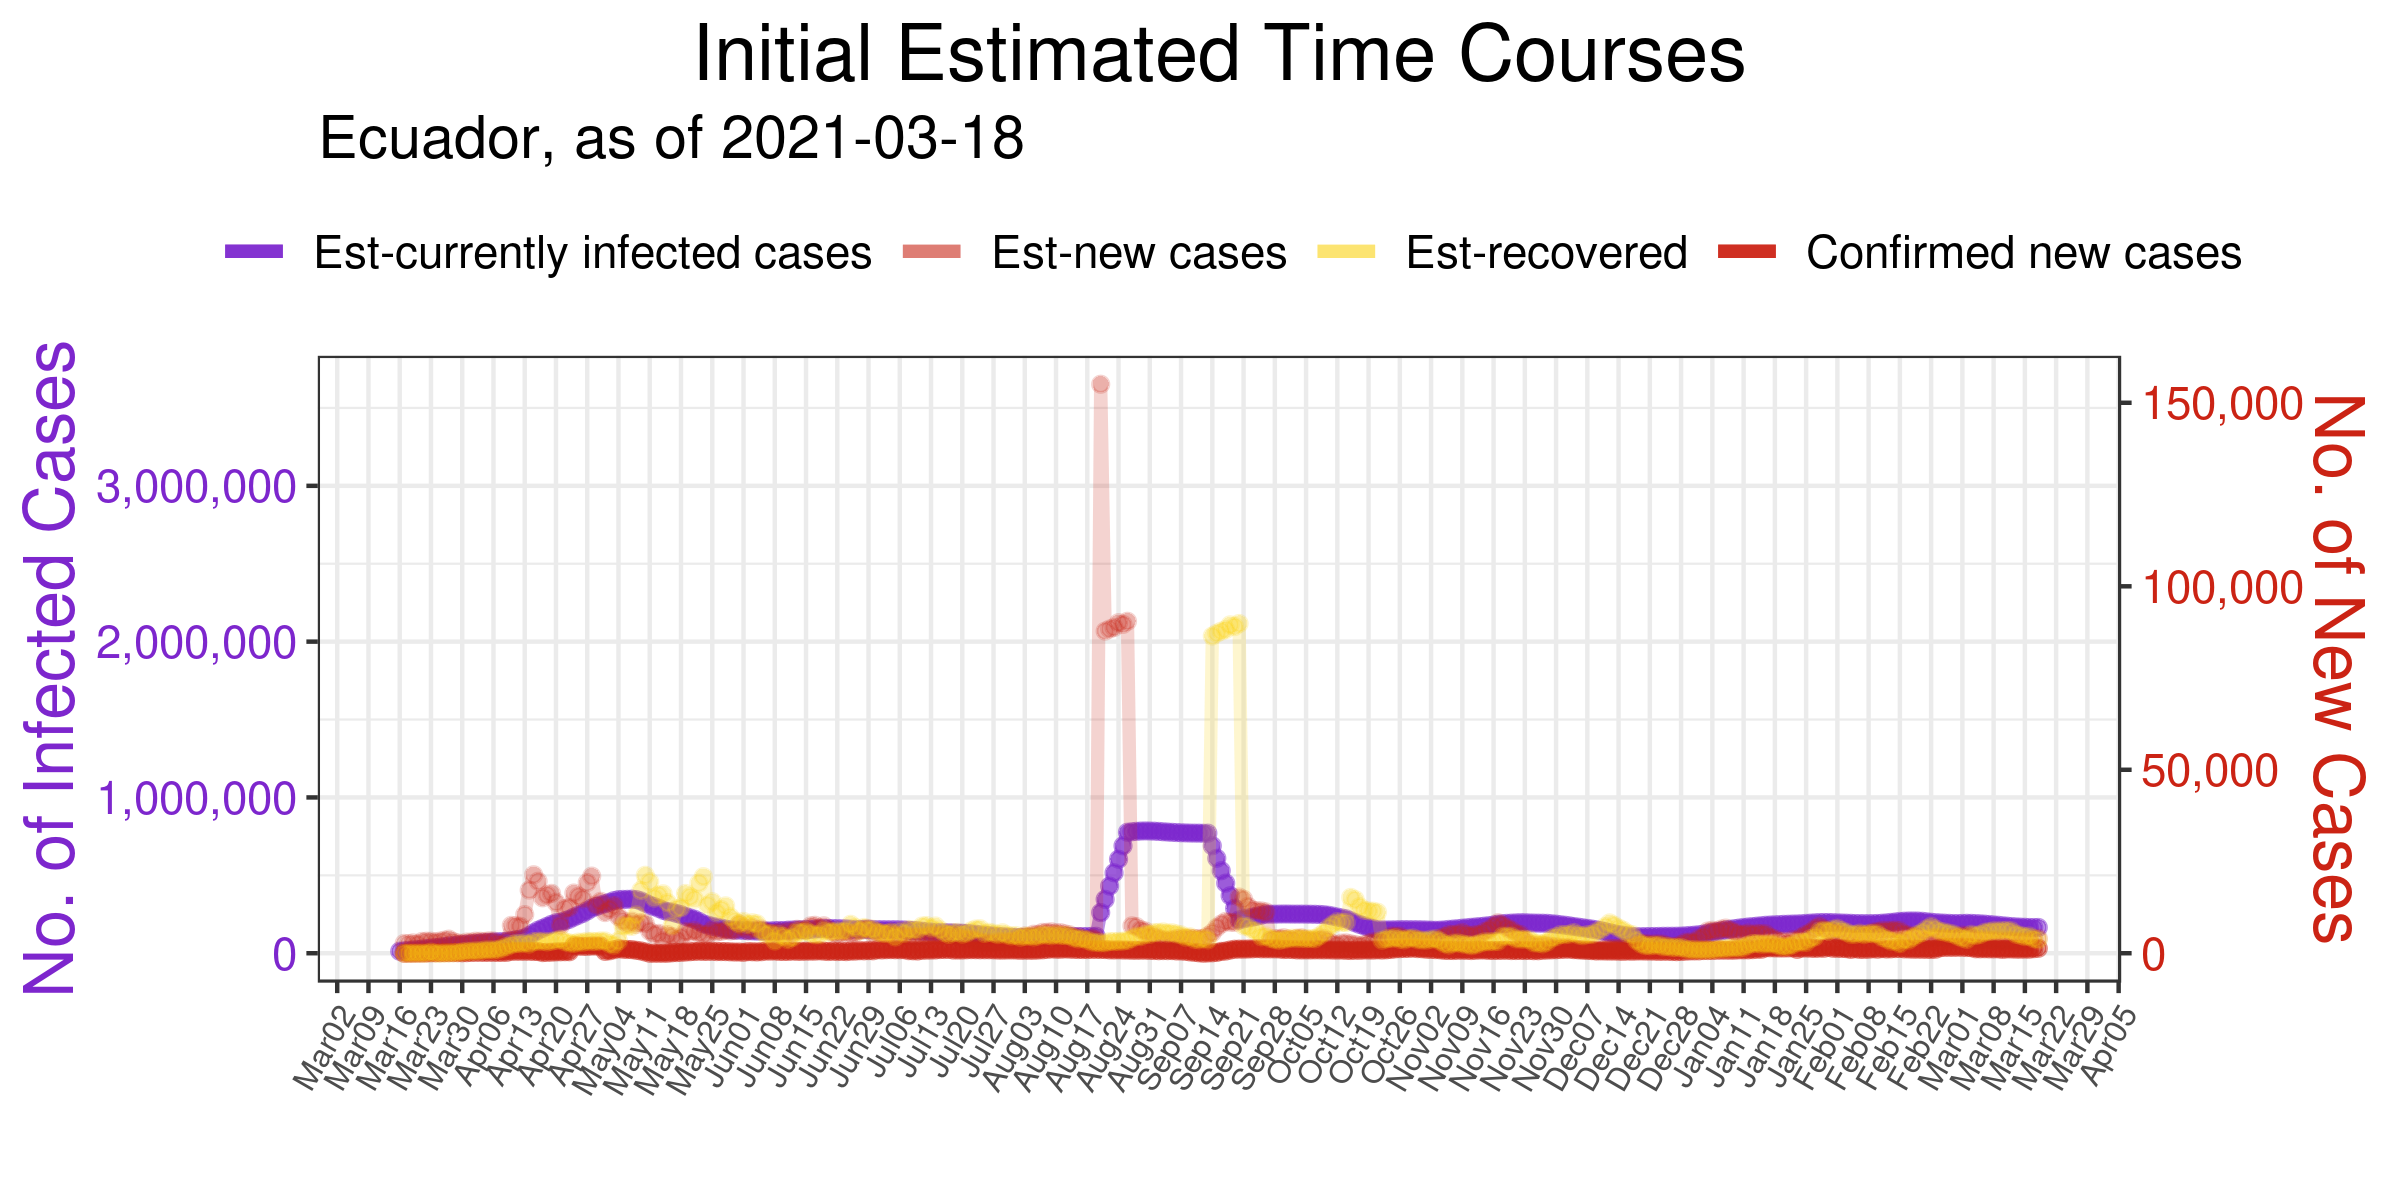 Initial Estimated Time Courses
Ecuador, as of 2021-03-18
Est-currently infected cases
Est-new cases
Est-recovered
Confirmed new cases
No. of Infected Cases
3,000,000
2,000,000
1,000,000
0
150,000
100,000
50,000
0
No. of New Cases
Mar02
Mar09
Mar16
Mar23
Mar30
Apr06
Apr13
Apr20
Apr27
May04
May11
May18
May25
Jun01
Jun08
Jun15
Jun22
Jun29
Jul06
Jul13
Jul20
Jul27
Aug03
Aug10
Aug17
Aug24
Aug31
Sep07
Sep14
Sep21
Sep28
Oct05
Oct12
Oct19
Oct26
Nov02
Nov09
Nov16
Nov23
Nov30
Dec07
Dec14
Dec21
Dec28
Jan04
Jan11
Jan18
Jan25
Feb01
Feb08
Feb15
Feb22
Mar01
Mar08
Mar15
Mar22
Mar29
Apr05